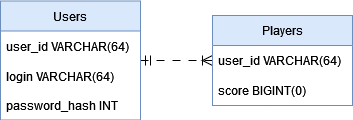 Users
user_id VARCHAR(64)
login VARCHAR(64)
password_hash INT
Players
user_id VARCHAR(64)
score BIGINT(0)